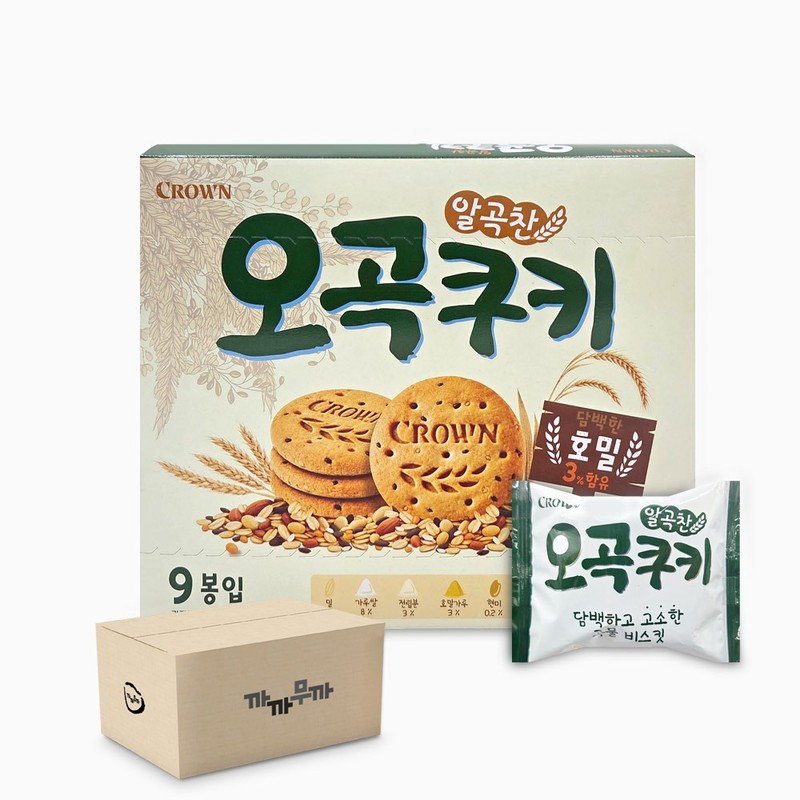 CROWN
알곡찬
오곡쿠키
CROWN
CROWN
담백한
호밀
3% 함유
9봉입
밀 가루쌀 전립분 호밀가루 현미
8% 3% 3% 0.2%
CROWN
알곡찬
오곡쿠키
담백하고 고소한
곡물 비스킷
까까무까